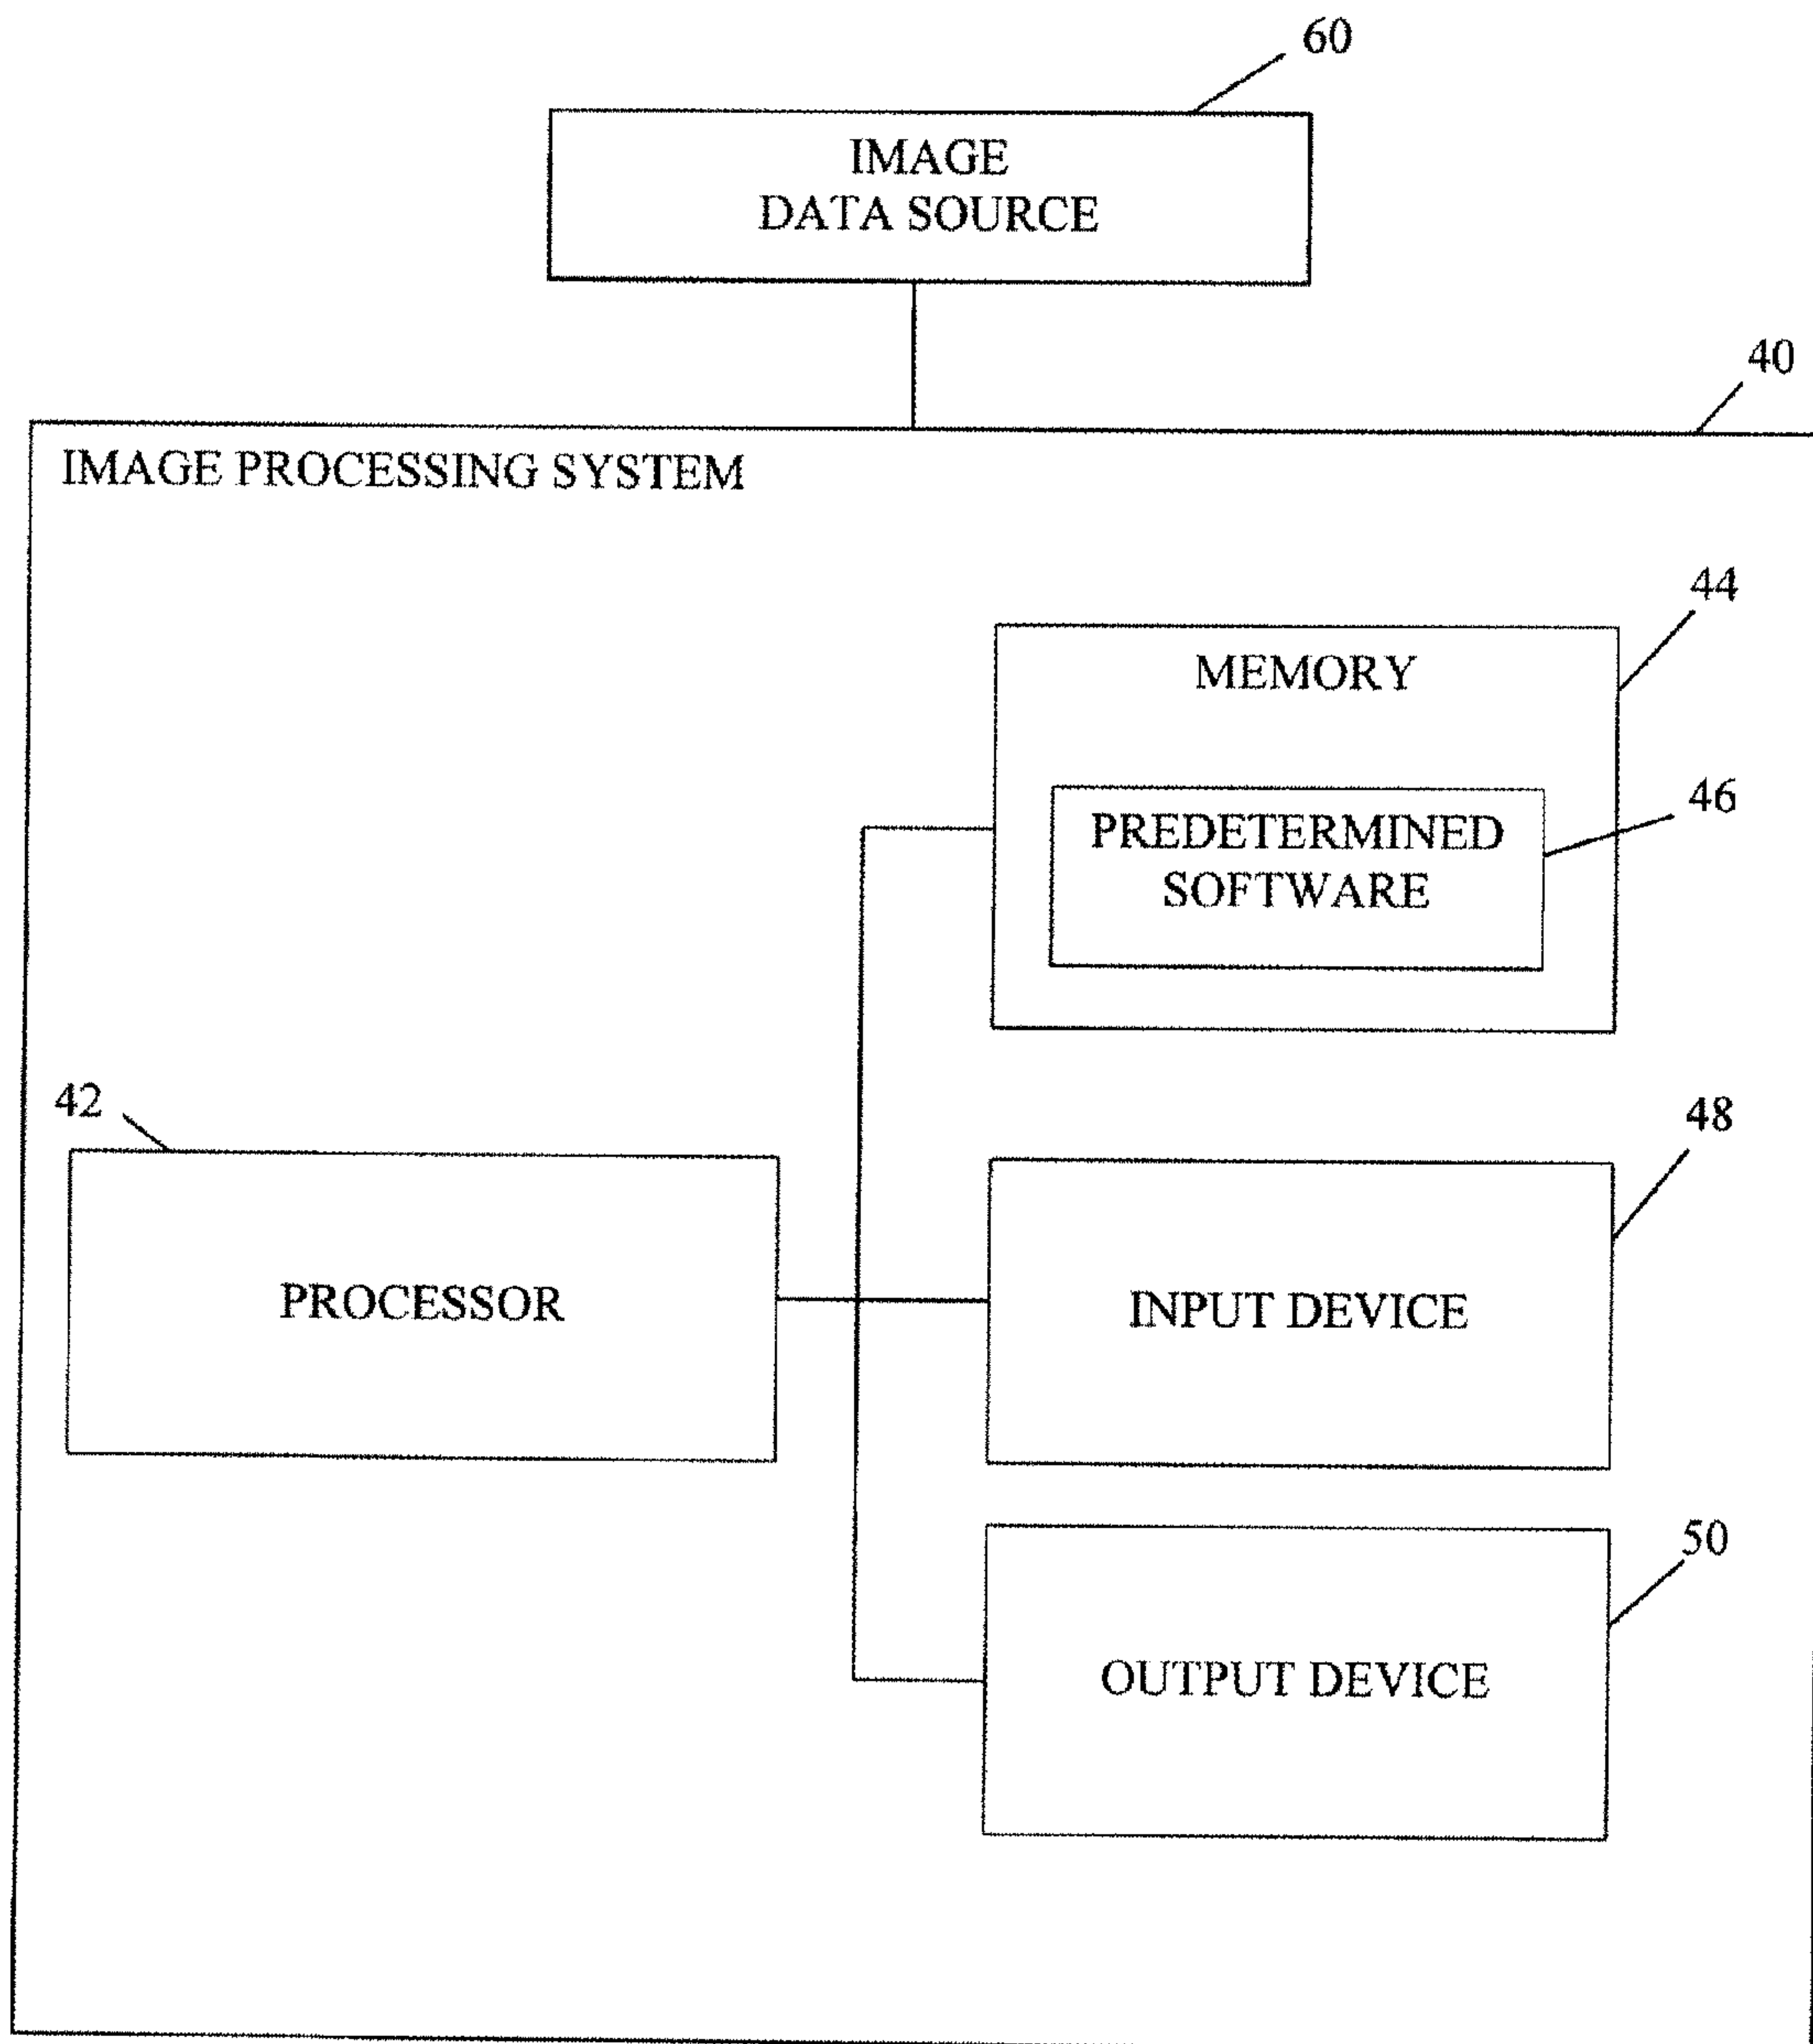 60
IMAGE
DATA SOURCE
40
IMAGE PROCESSING SYSTEM
44
MEMORY
46
PREDETERMINED
SOFTWARE
42
48
PROCESSOR
INPUT DEVICE
50
OUTPUT DEVICE